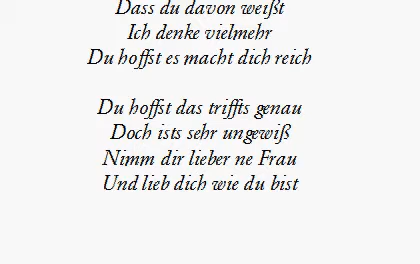 Dass du davon weißt
Ich denke vielmehr
Du hoffst es macht dich reich
Du hoffst das triffts genau
Doch ists sehr ungewiß
Nimm dir lieber ne Frau
Und lieb dich wie du bist